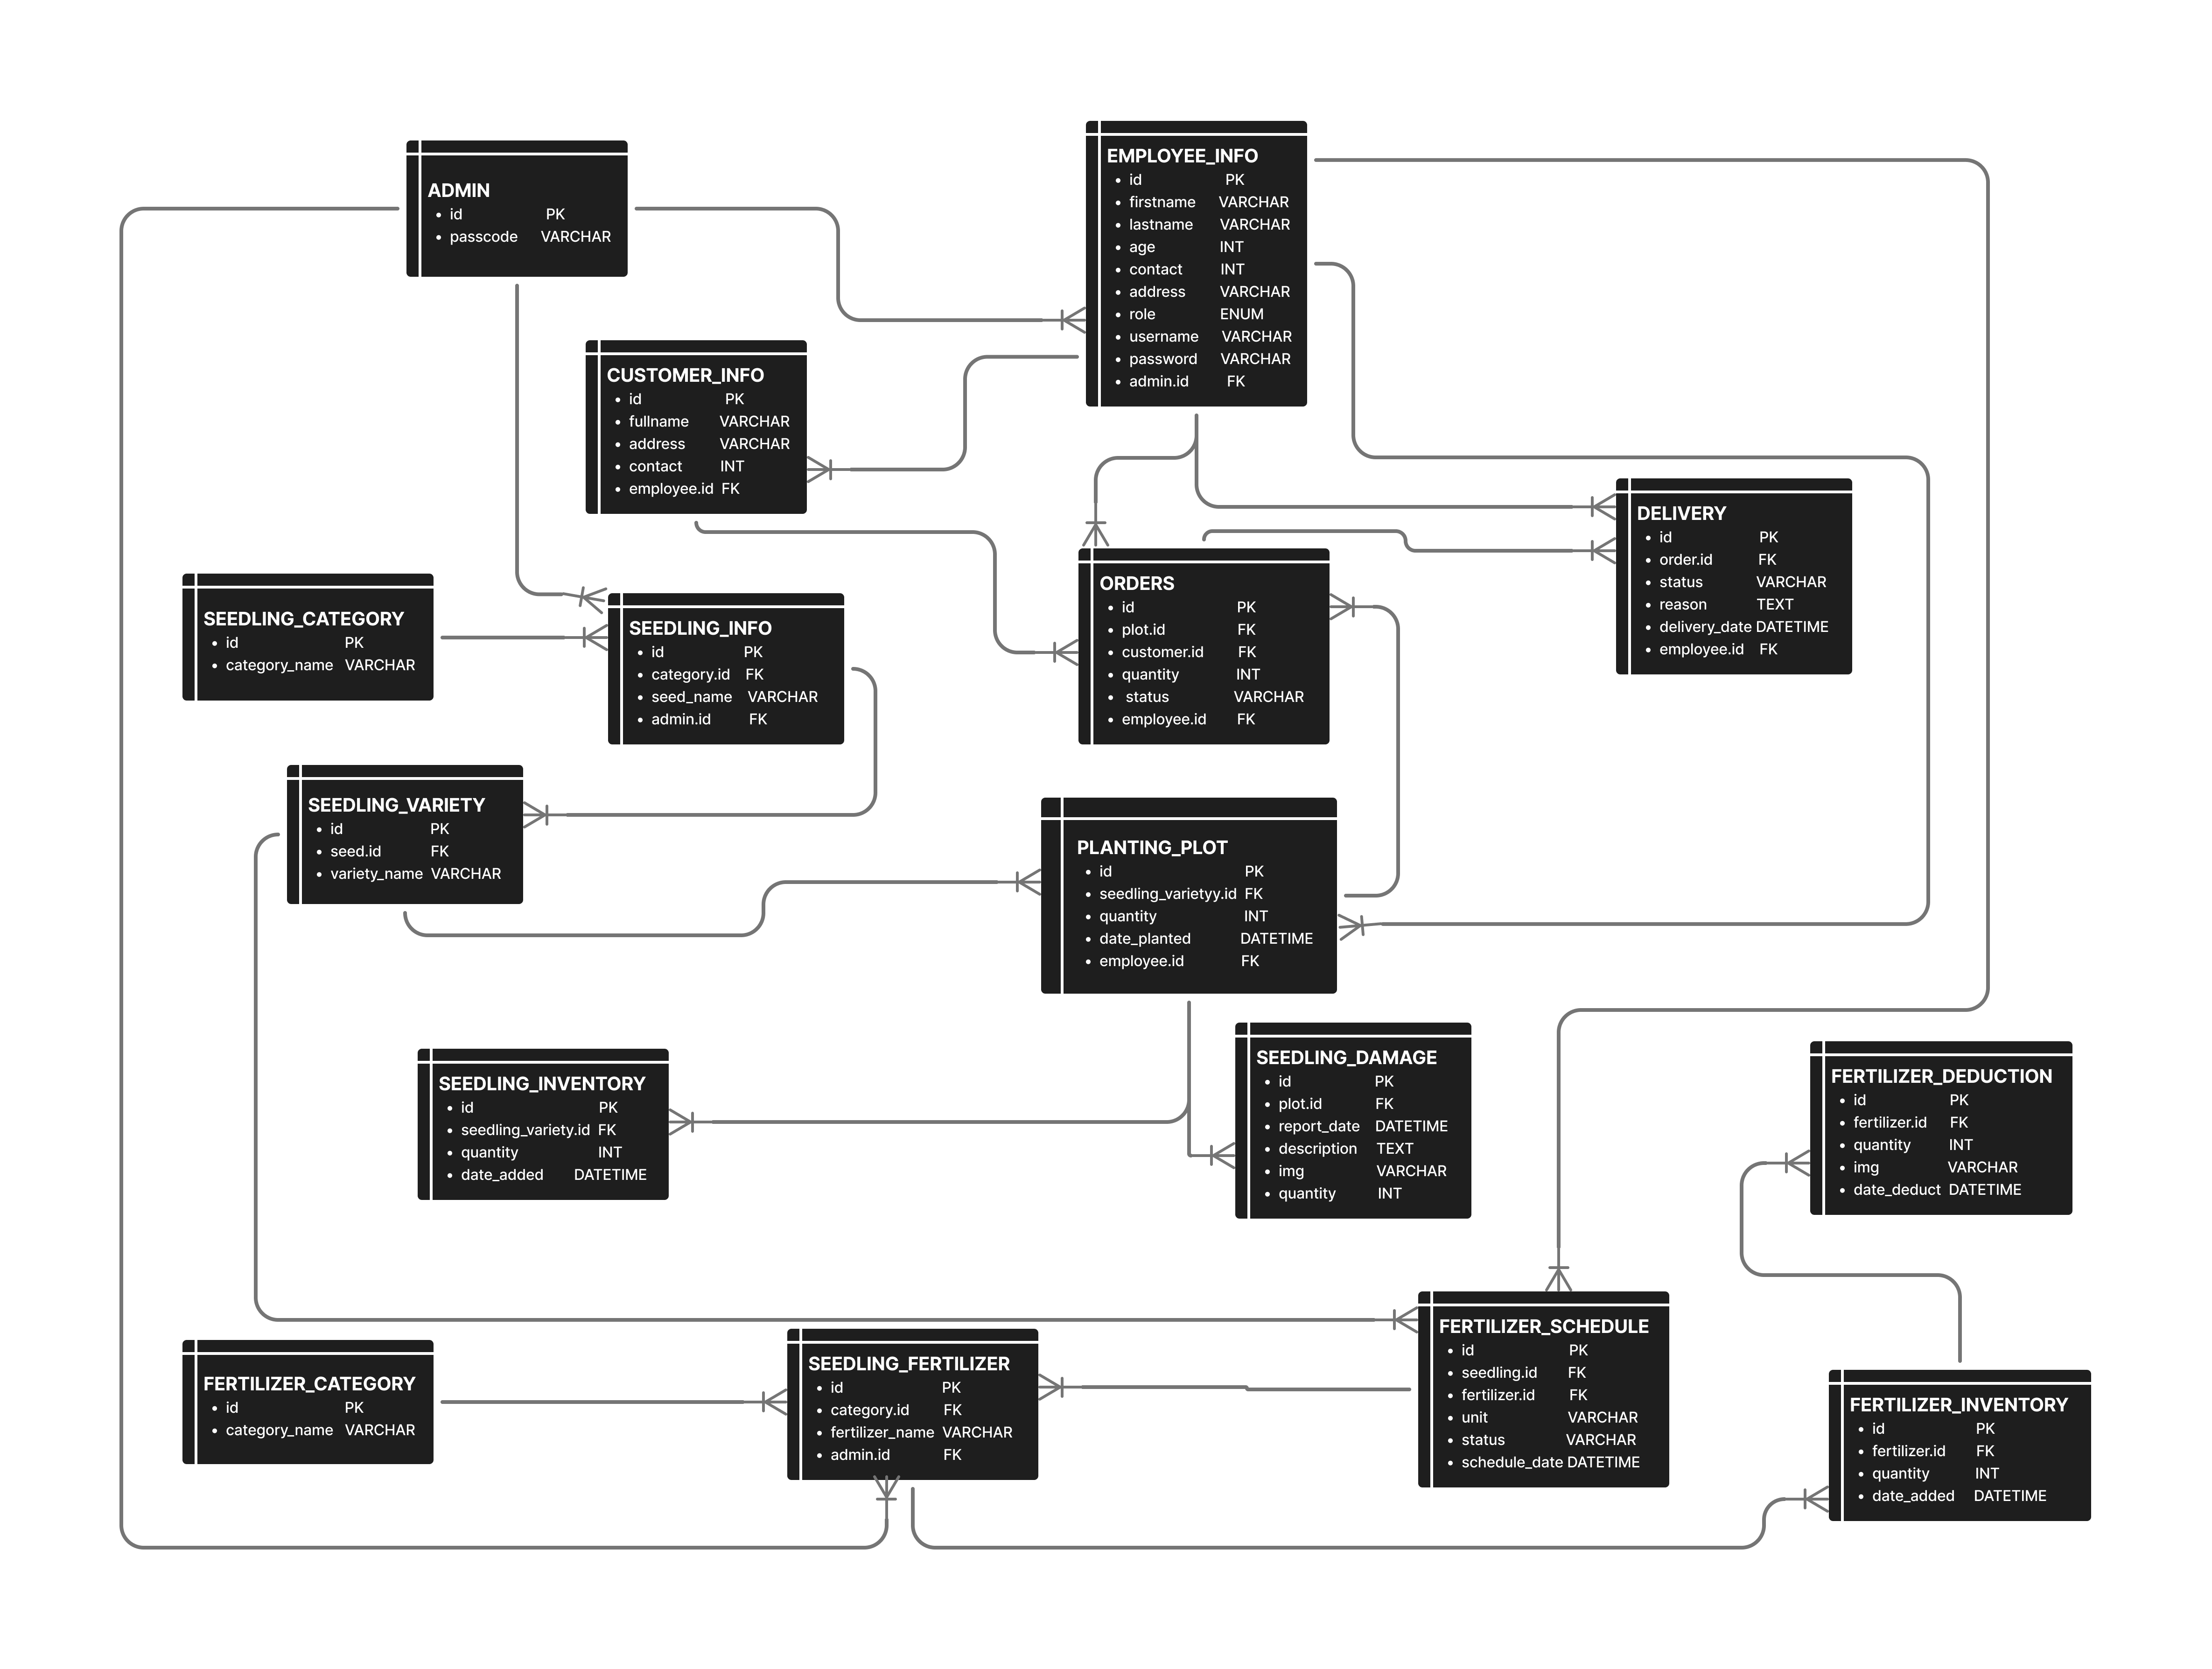 ADMIN
id PK
passcode VARCHAR
EMPLOYEE_INFO
id PK
firstname VARCHAR
lastname VARCHAR
age INT
contact INT
address VARCHAR
role ENUM
username VARCHAR
password VARCHAR
admin.id FK
CUSTOMER_INFO
id PK
fullname VARCHAR
address VARCHAR
contact INT
employee.id FK
DELIVERY
id PK
order.id FK
status VARCHAR
reason TEXT
delivery_date DATETIME
employee.id FK
ORDERS
id PK
plot.id FK
customer.id FK
quantity INT
status VARCHAR
employee.id FK
SEEDLING_CATEGORY
id PK
category_name VARCHAR
SEEDLING_INFO
id PK
category.id FK
seed_name VARCHAR
admin.id FK
SEEDLING_VARIETY
id PK
seed.id FK
variety_name VARCHAR
PLANTING_PLOT
id PK
seedling_varietyy.id FK
quantity INT
date_planted DATETIME
employee.id FK
SEEDLING_INVENTORY
id PK
seedling_variety.id FK
quantity INT
date_added DATETIME
SEEDLING_DAMAGE
id PK
plot.id FK
report_date DATETIME
description TEXT
img VARCHAR
quantity INT
FERTILIZER_DEDUCTION
id PK
fertilizer.id FK
quantity INT
img VARCHAR
date_deduct DATETIME
FERTILIZER_CATEGORY
id PK
category_name VARCHAR
SEEDLING_FERTILIZER
id PK
category.id FK
fertilizer_name VARCHAR
admin.id FK
FERTILIZER_SCHEDULE
id PK
seedling.id FK
fertilizer.id FK
unit VARCHAR
status VARCHAR
schedule_date DATETIME
FERTILIZER_INVENTORY
id PK
fertilizer.id FK
quantity INT
date_added DATETIME